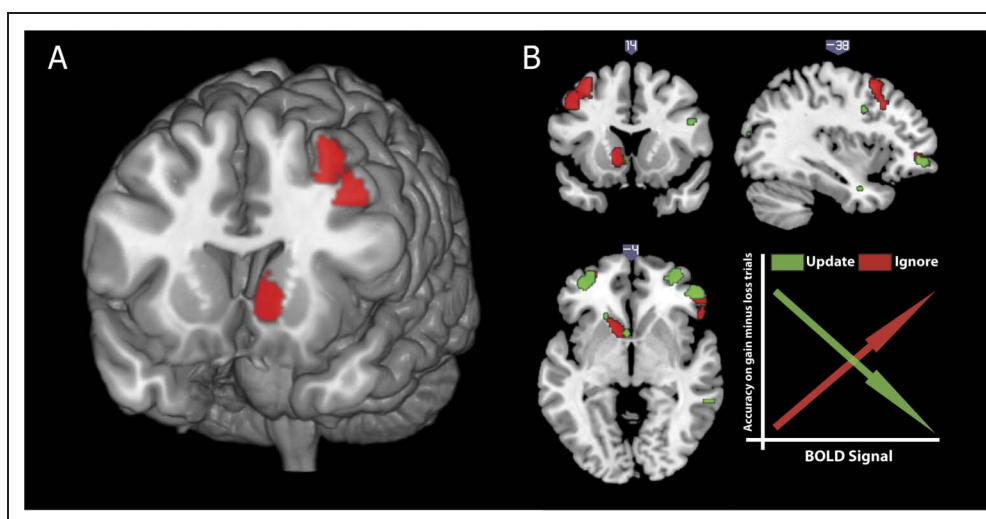 A
B
14
−38
−4
Update
Ignore
Accuracy on gain minus loss trials
BOLD Signal